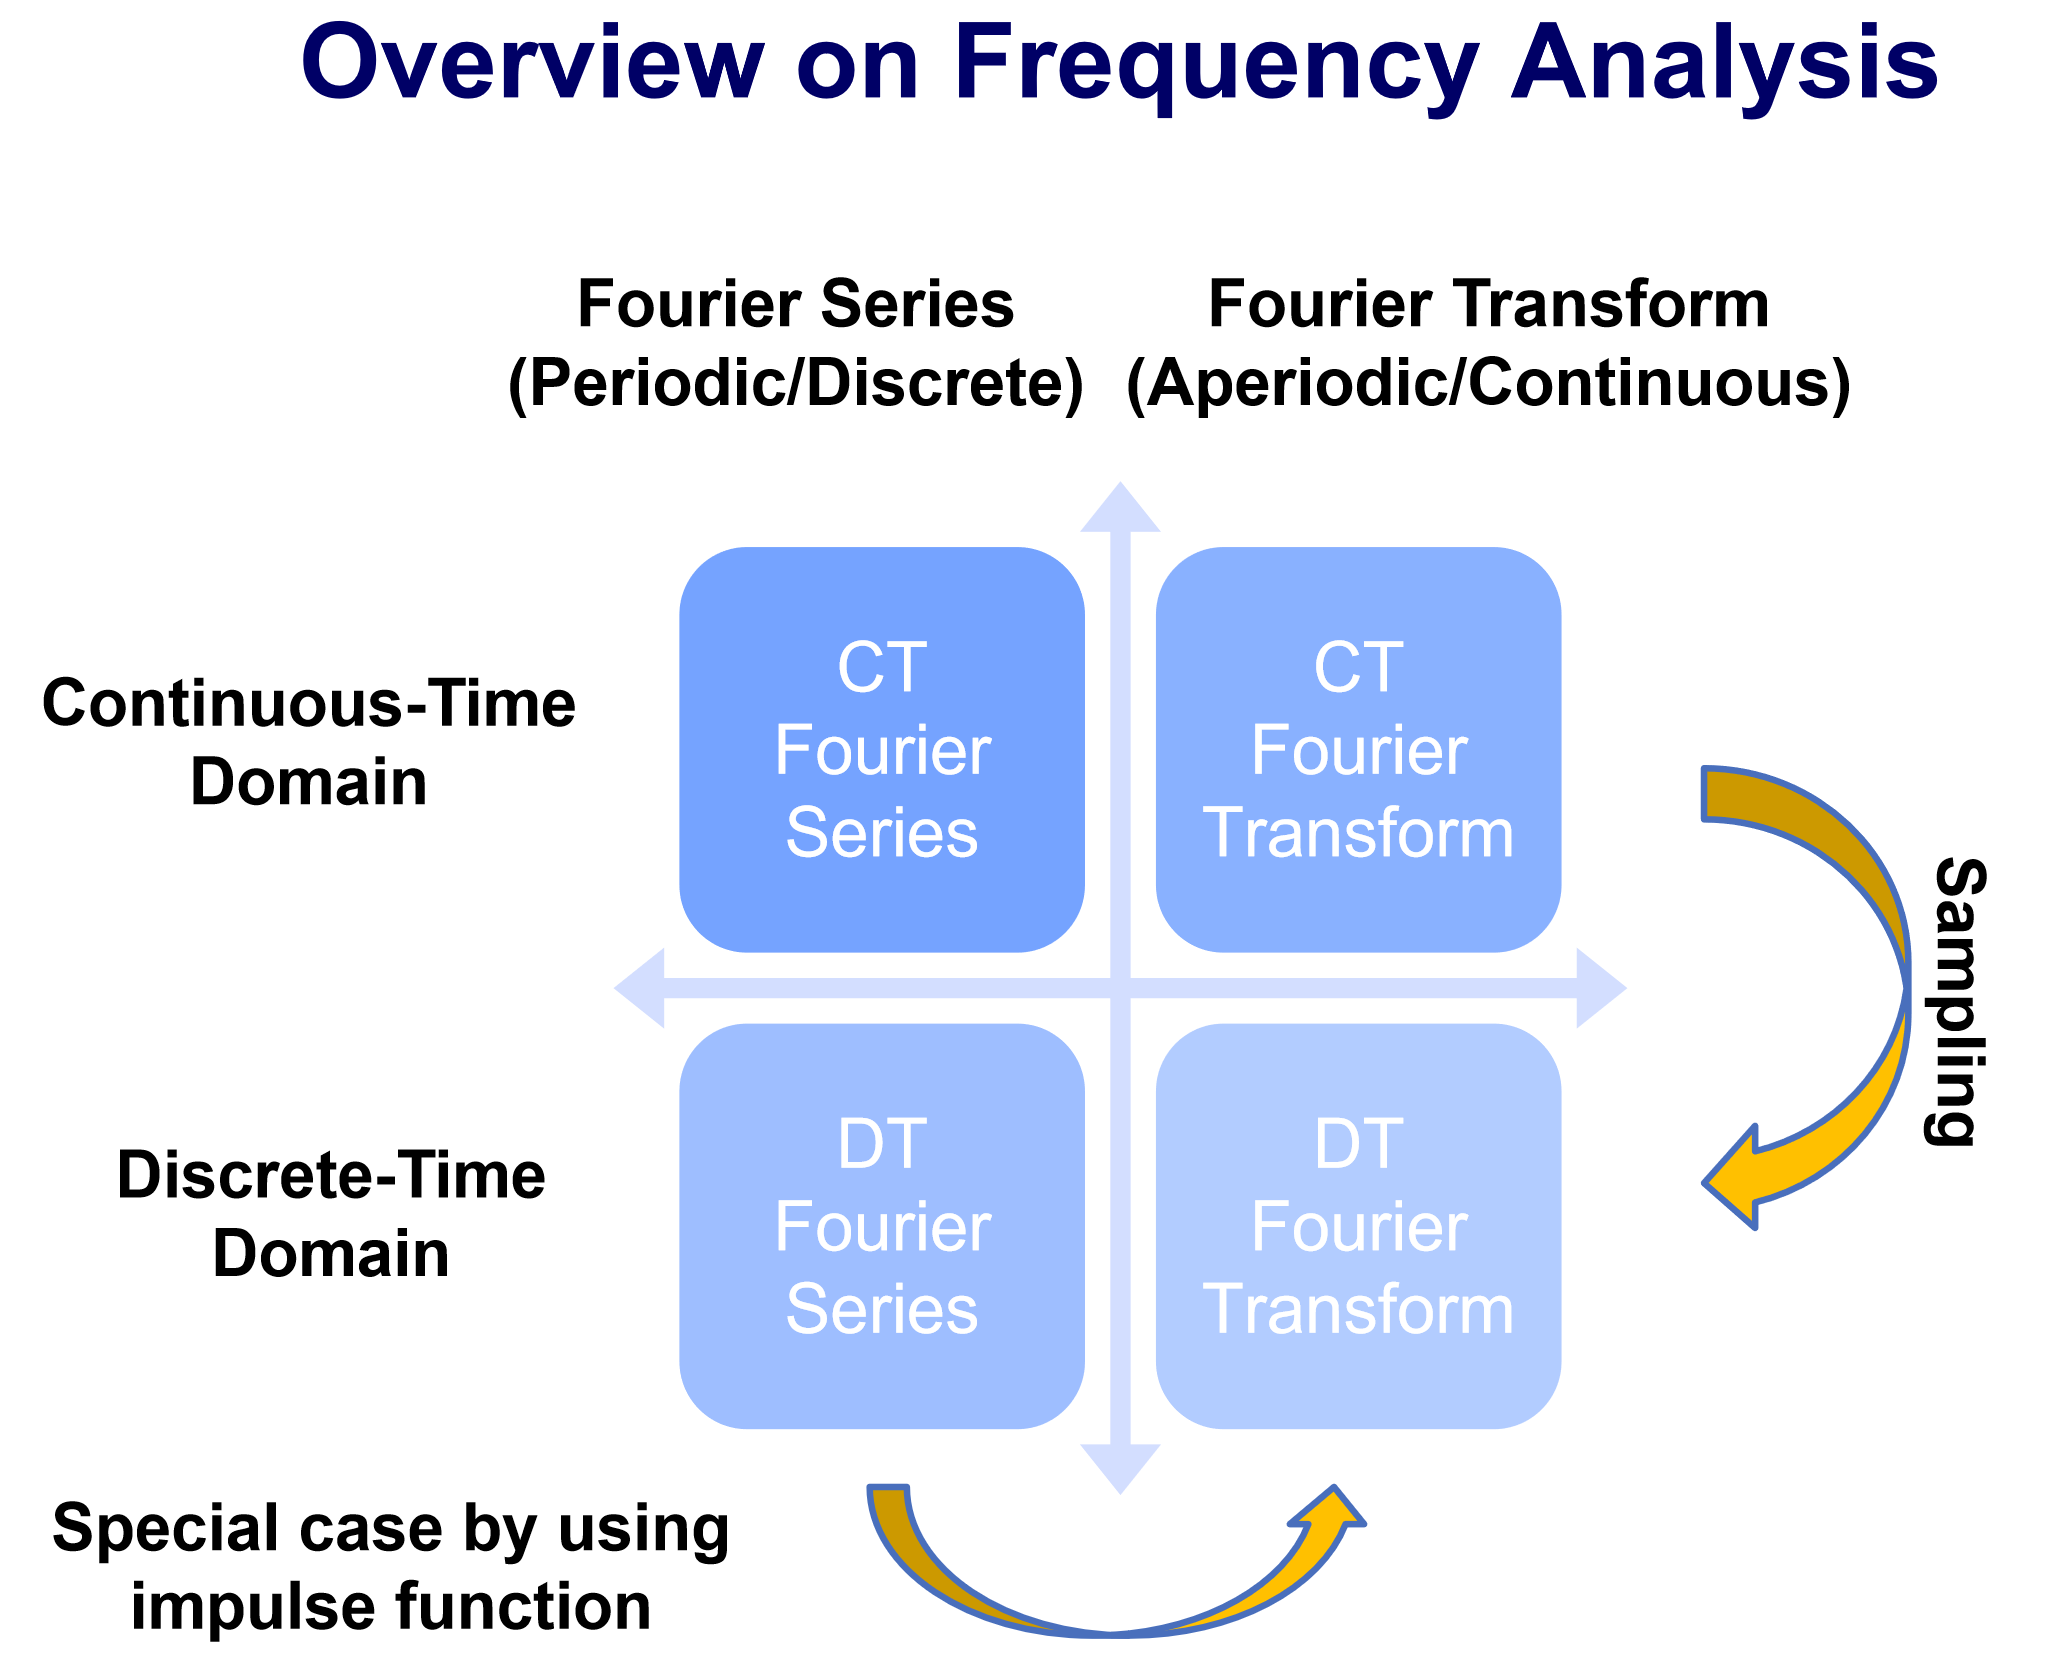 Overview on Frequency Analysis
Fourier Series
(Periodic/Discrete)
Fourier Transform
(Aperiodic/Continuous)
Continuous-Time
Domain
CT
Fourier
Series
CT
Fourier
Transform
Sampling
Discrete-Time
Domain
DT
Fourier
Series
DT
Fourier
Transform
Special case by using
impulse function